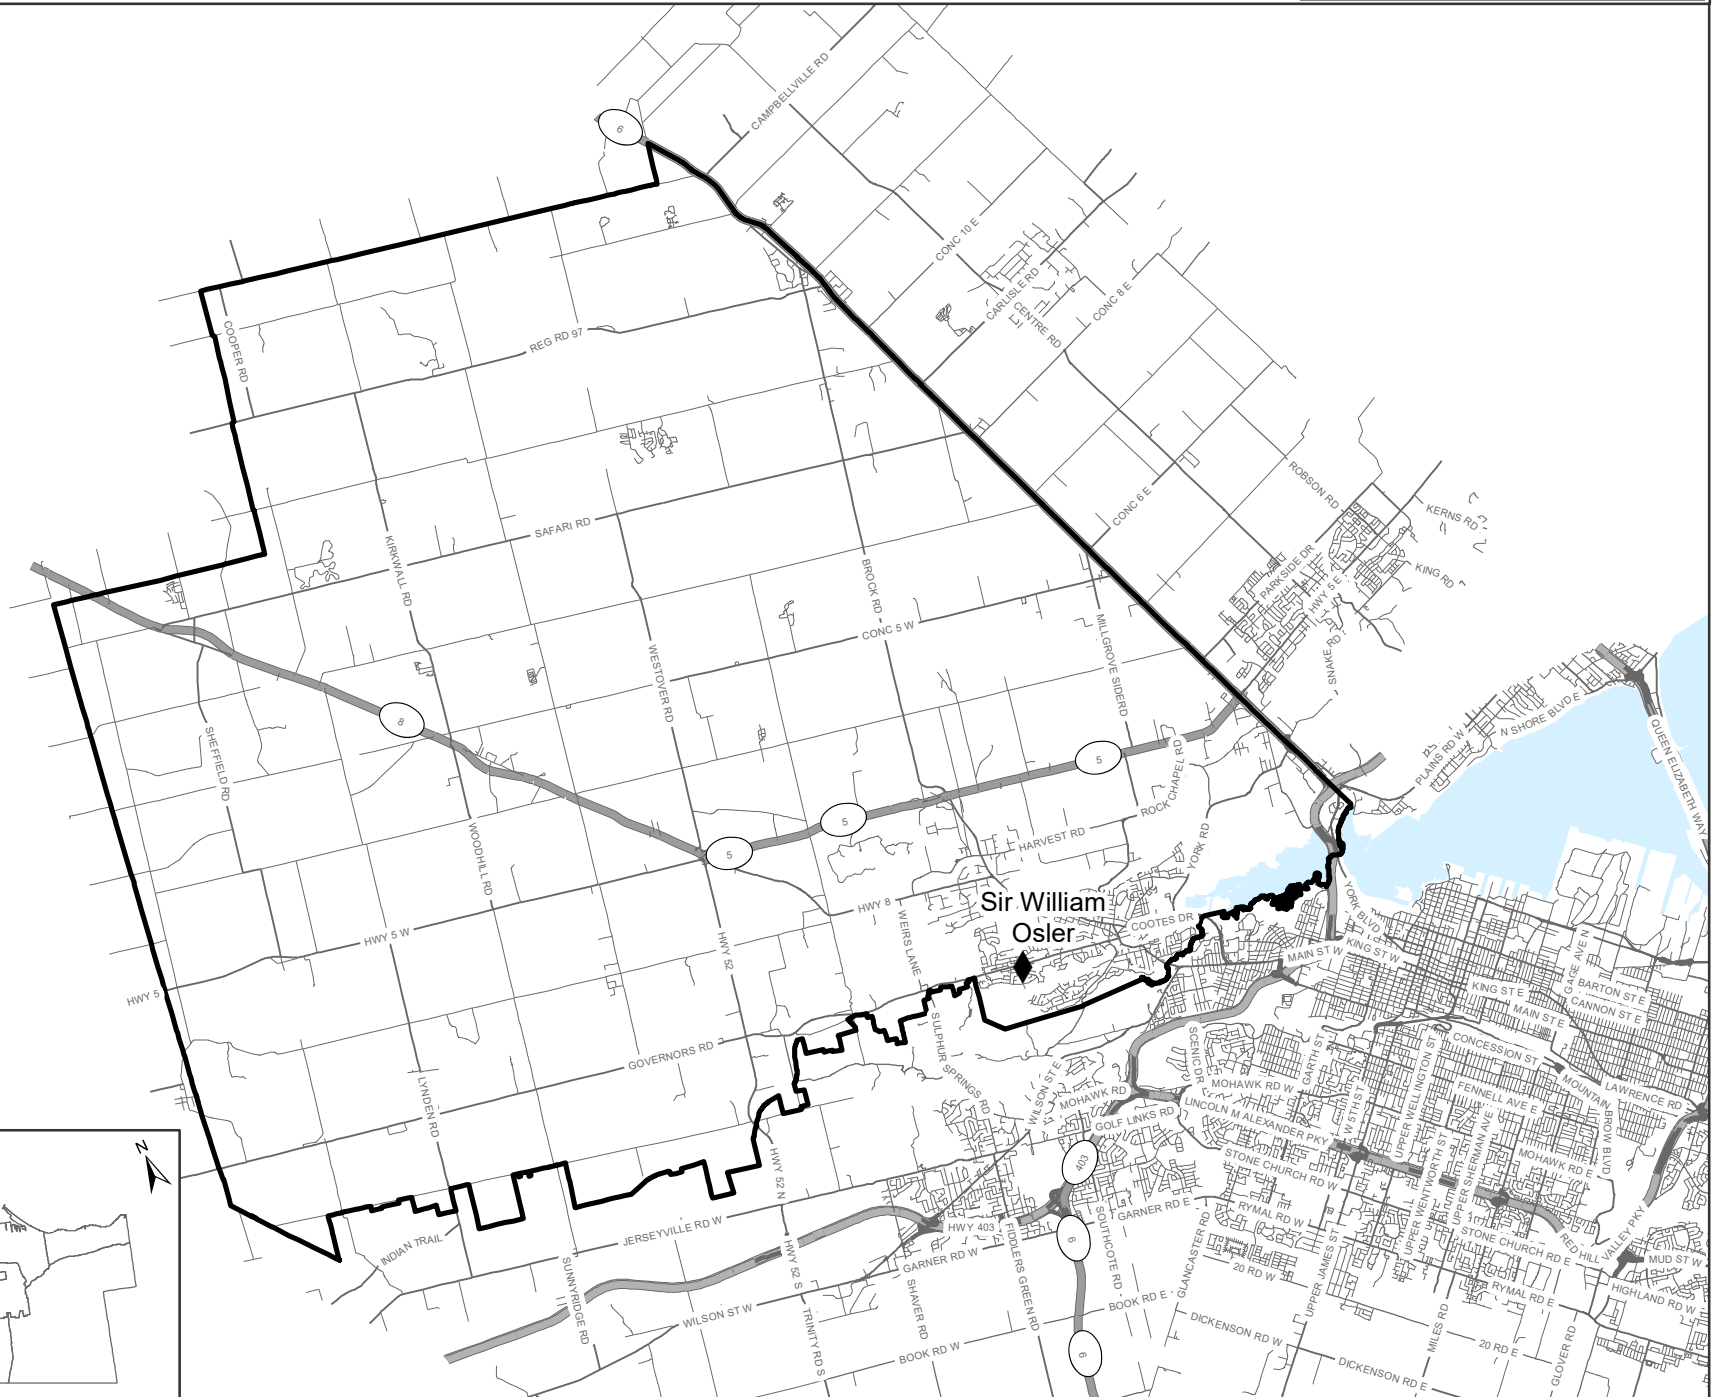 6
CAMPBELLVILLE RD
CONC 10 E
CARLISLE RD
CENTRE RD
CONC 8 E
COOPER RD
REG RD 97
SAFARI RD
KIRKWALL RD
BROCK RD
CONC 5 W
CONC 6 E
ROBSON RD
KERNS RD
KING RD
PARKSIDE DR
HWY 5 E
SNAKE RD
MILLGROVE SIDERD
WESTOVER RD
SHEFFIELD RD
8
5
5
5
ROCK CHAPEL RD
HARVEST RD
YORK RD
PLAINS RD W
N SHORE BLVD E
QUEEN ELIZABETH WAY
WOODHILL RD
HWY 8
HWY 5 W
HWY 5
HWY 52
WEIRS LANE
Sir William
Osler
COOTES DR
YORK BLVD
MAIN ST W
KING ST W
GAGE AVE N
KING ST E
BARTON ST E
CANNON ST E
MAIN ST E
GOVERNORS RD
LYNDEN RD
SULPHUR SPRINGS RD
WILSON ST E
MOHAWK RD
GOLF LINKS RD
SCENIC DR
MOHAWK RD W
GARTH ST
LINCOLN M ALEXANDER PKY
W 5TH ST
UPPER WELLINGTON ST
CONCESSION ST
FENNELL AVE E
MOUNTAIN BROW BLVD
LAWRENCE RD
MOHAWK RD E
STONE CHURCH RD W
UPPER WENTWORTH ST
UPPER SHERMAN AVE
403
HWY 52 N
JERSEYVILLE RD W
INDIAN TRAIL
SUNNYRIDGE RD
HWY 52 S
TRINITY RD S
WILSON ST W
HWY 403
GARNER RD W
SHAVER RD
FIDDLERS GREEN RD
BOOK RD W
6
6
SOUTHCOTE RD
GARNER RD E
BOOK RD E
GLANCASTER RD
RYMAL RD W
20 RD W
DICKENSON RD W
UPPER JAMES ST
DICKENSON RD E
MILES RD
20 RD E
GLOVER RD
STONE CHURCH RD E
RYMAL RD E
RED HILL VALLEY PKY
MUD ST W
HIGHLAND RD W
N